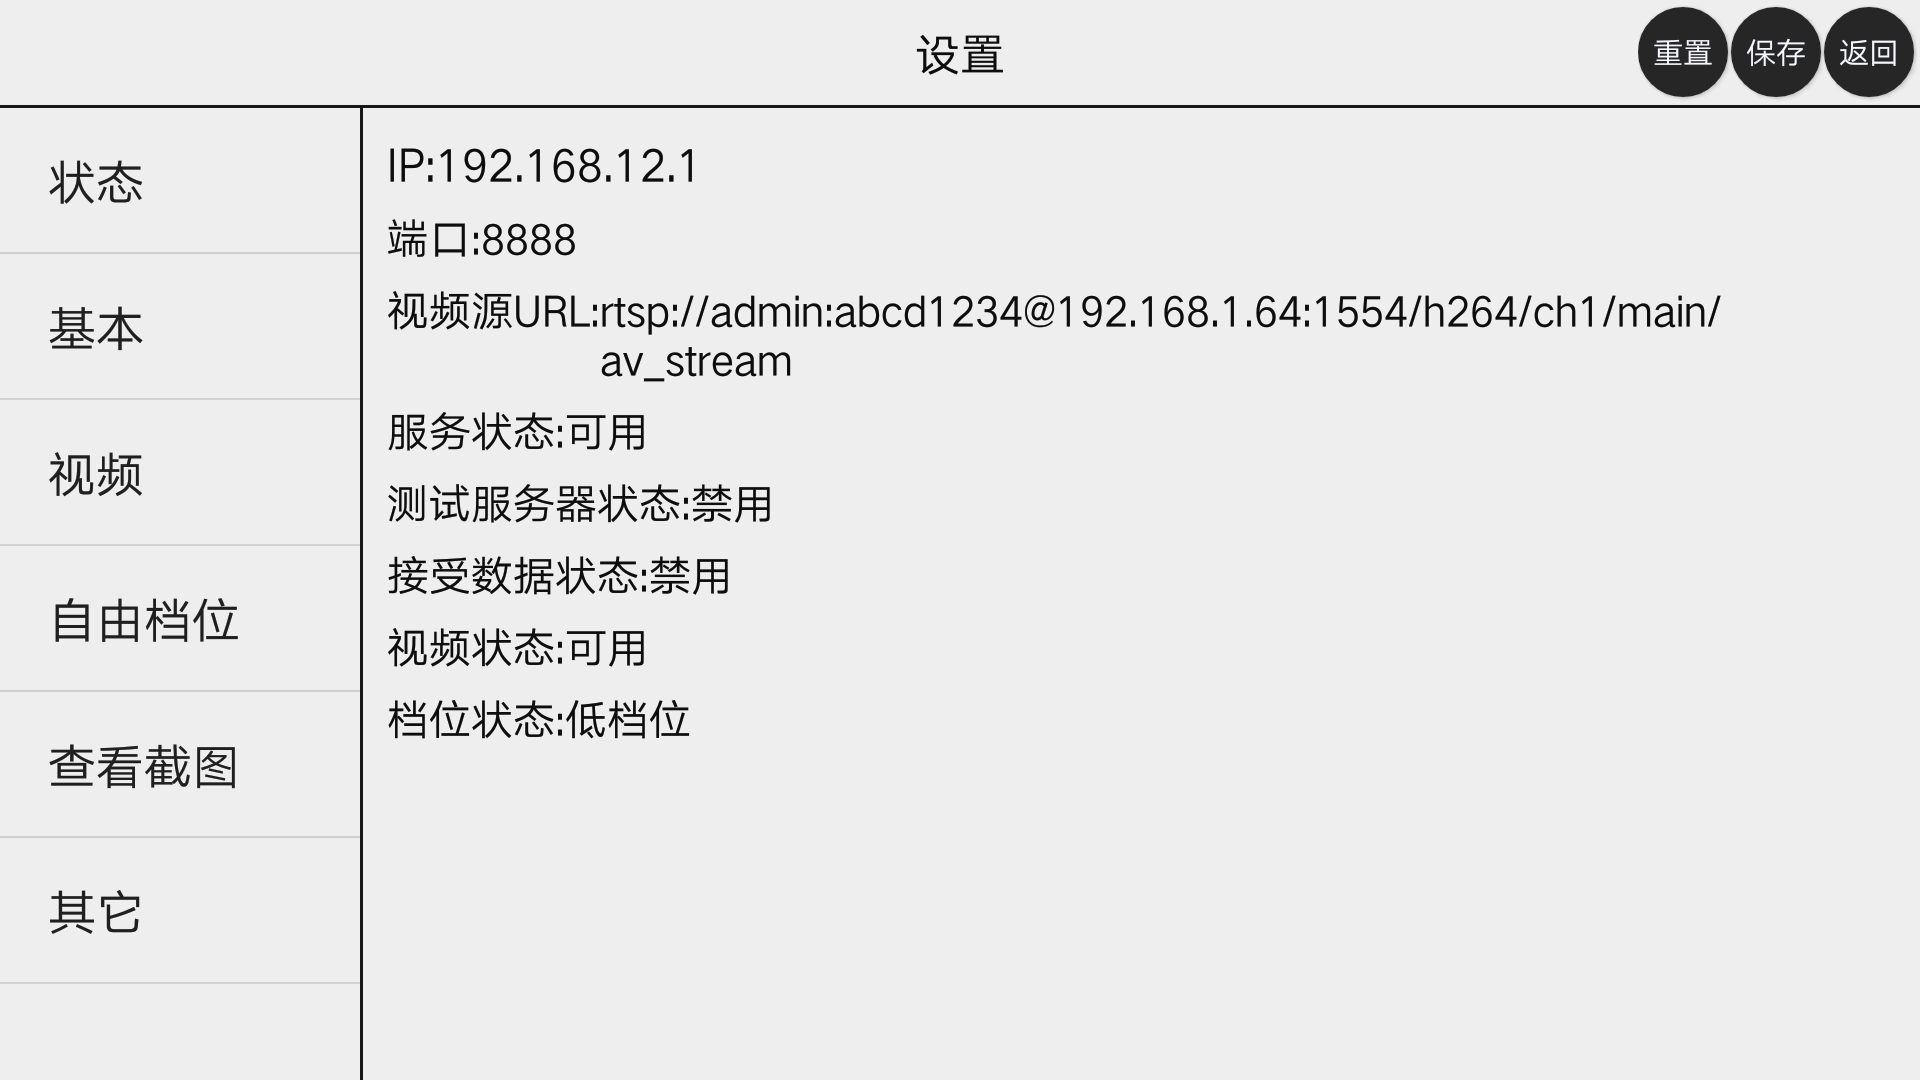 设置
重置
保存
返回
状态
基本
视频
自由档位
查看截图
其它
IP:192.168.12.1
端口:8888
视频源URL:rtsp://admin:abcd1234@192.168.1.64:1554/h264/ch1/main/
av_stream
服务状态:可用
测试服务器状态:禁用
接受数据状态:禁用
视频状态:可用
档位状态:低档位